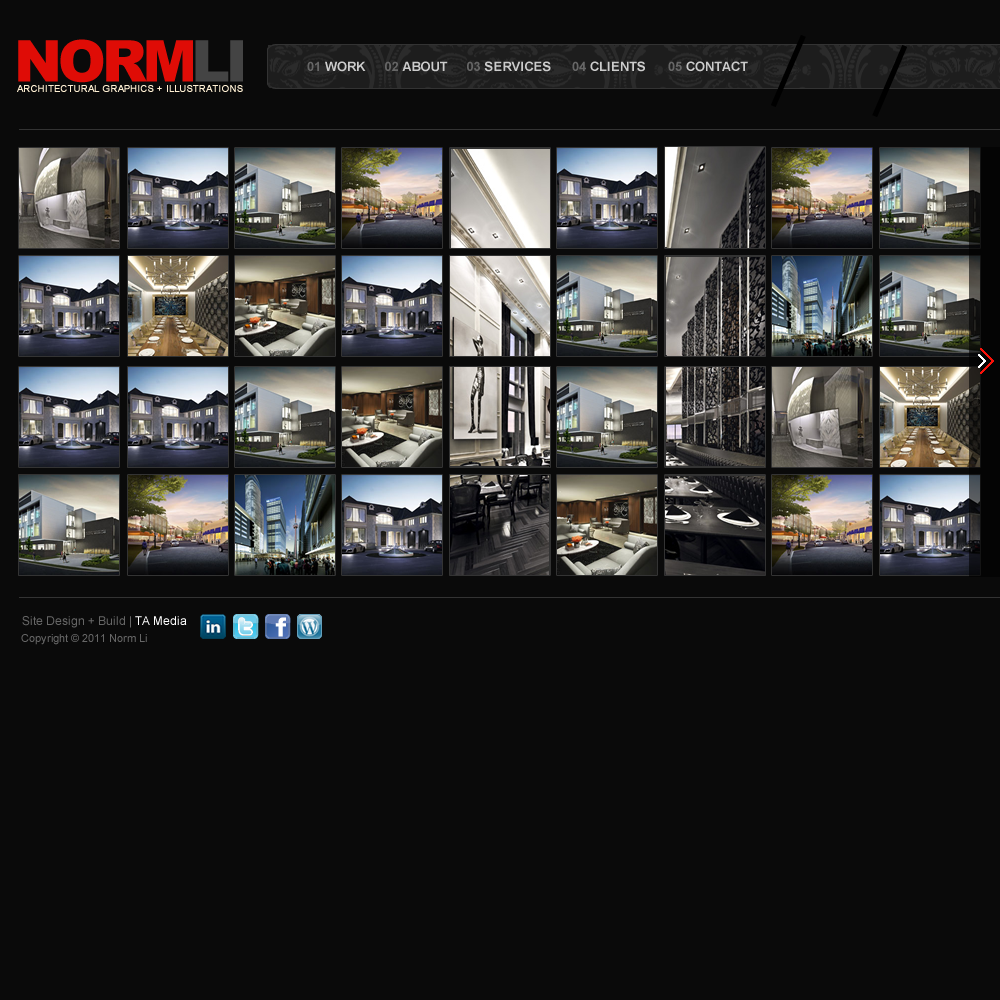 NORMLI
ARCHITECTURAL GRAPHICS + ILLUSTRATIONS
01 WORK 02 ABOUT 03 SERVICES 04 CLIENTS 05 CONTACT
Site Design + Build | TA Media
Copyright © 2011 Norm Li